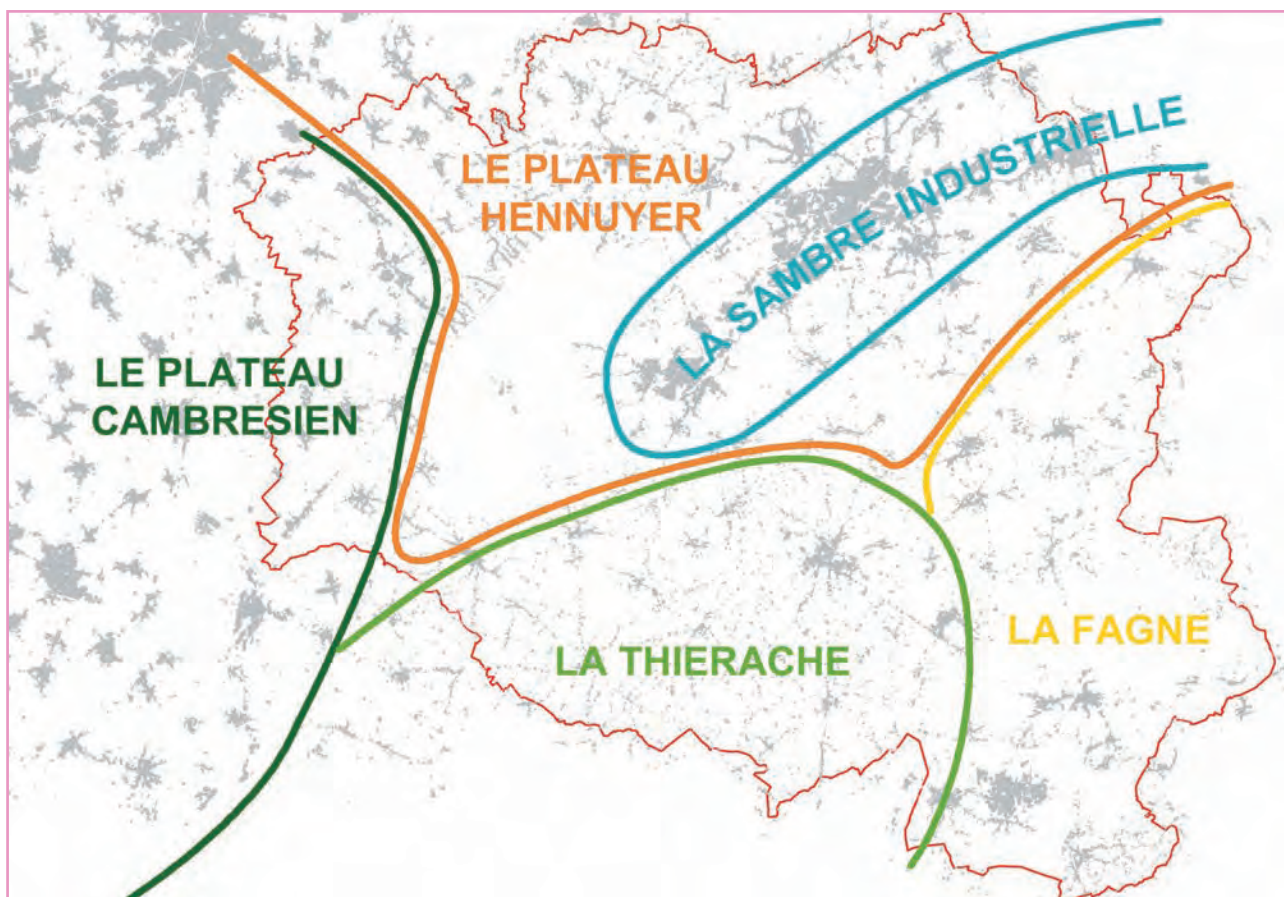 LE PLATEAU
HENNUYER
LA SAMBRE INDUSTRIELLE
LE PLATEAU
CAMBRESIEN
LA THIERACHE
LA FAGNE